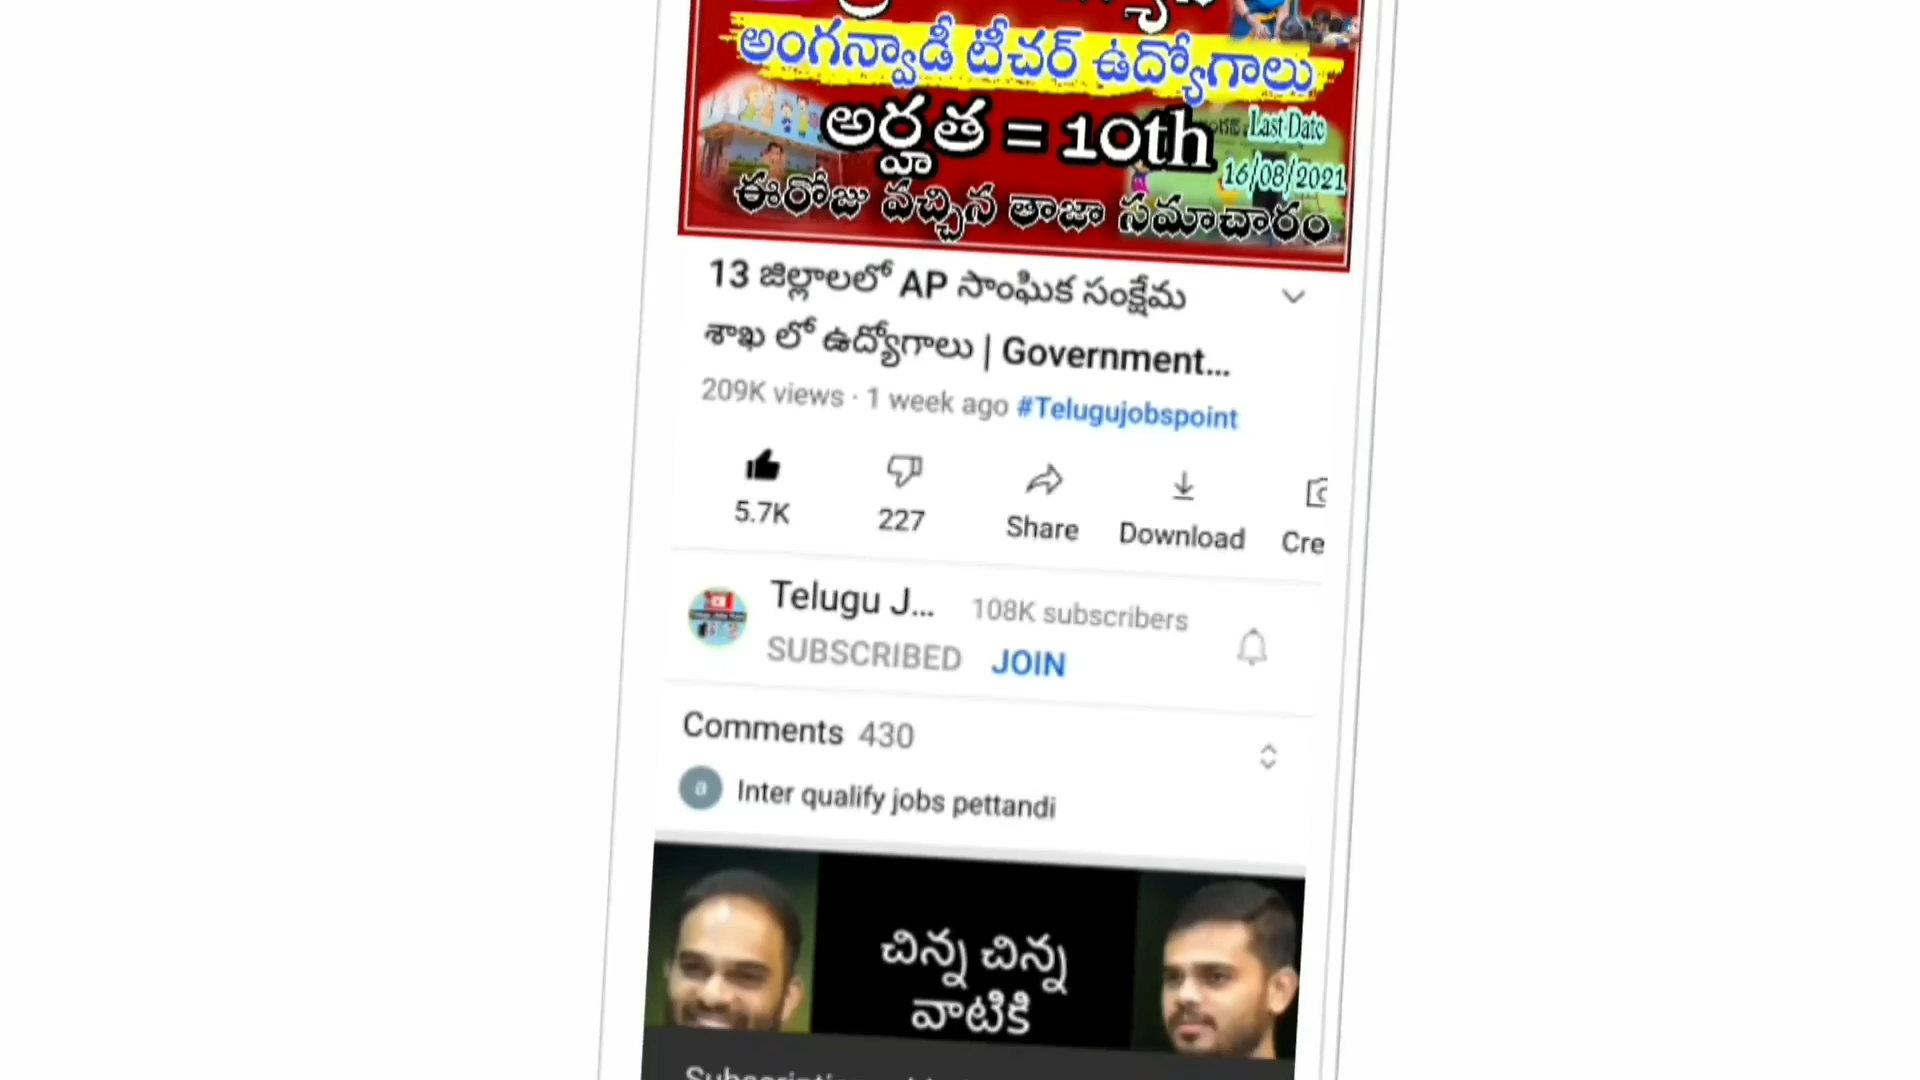 అంగన్వాడీ టీచర్ ఉద్యోగాలు
అర్హత = 10th
Last Date
16/08/2021
ఈరోజు వచ్చిన తాజా సమాచారం
13 జిల్లాలలో AP సాంఘిక సంక్షేమ
శాఖ లో ఉద్యోగాలు | Government...
209K views · 1 week ago #Telugujobspoint
5.7K
227
Share
Download
Cre
Telugu J... 108K subscribers
SUBSCRIBED JOIN
Comments 430
a Inter qualify jobs pettandi
చిన్న చిన్న
వాటికి